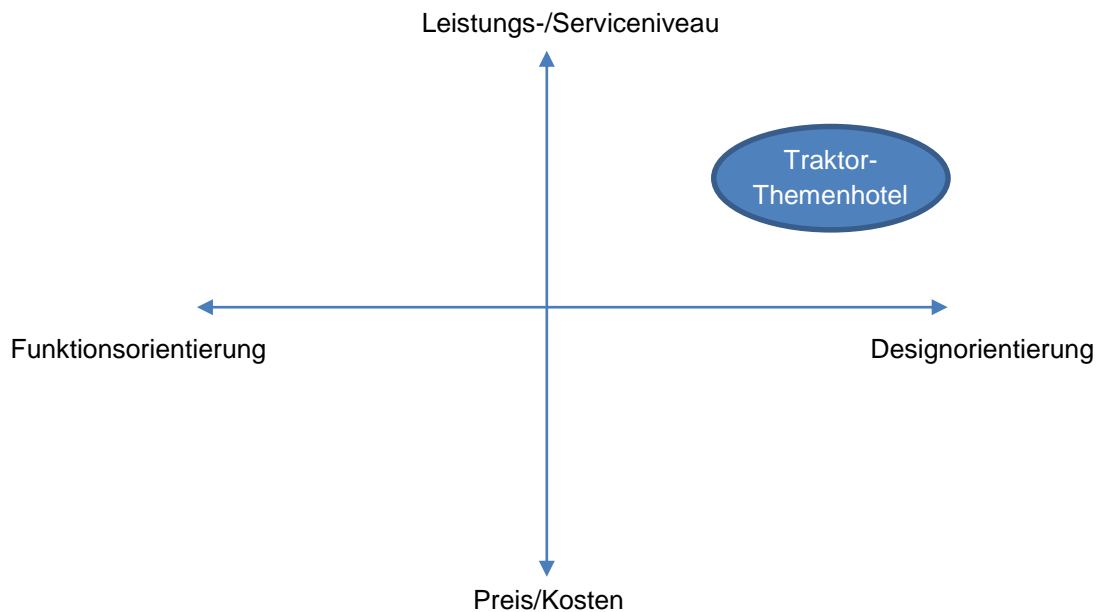 Leistungs-/Serviceniveau
Traktor-
Themenhotel
Funktionsorientierung
Designorientierung
Preis/Kosten